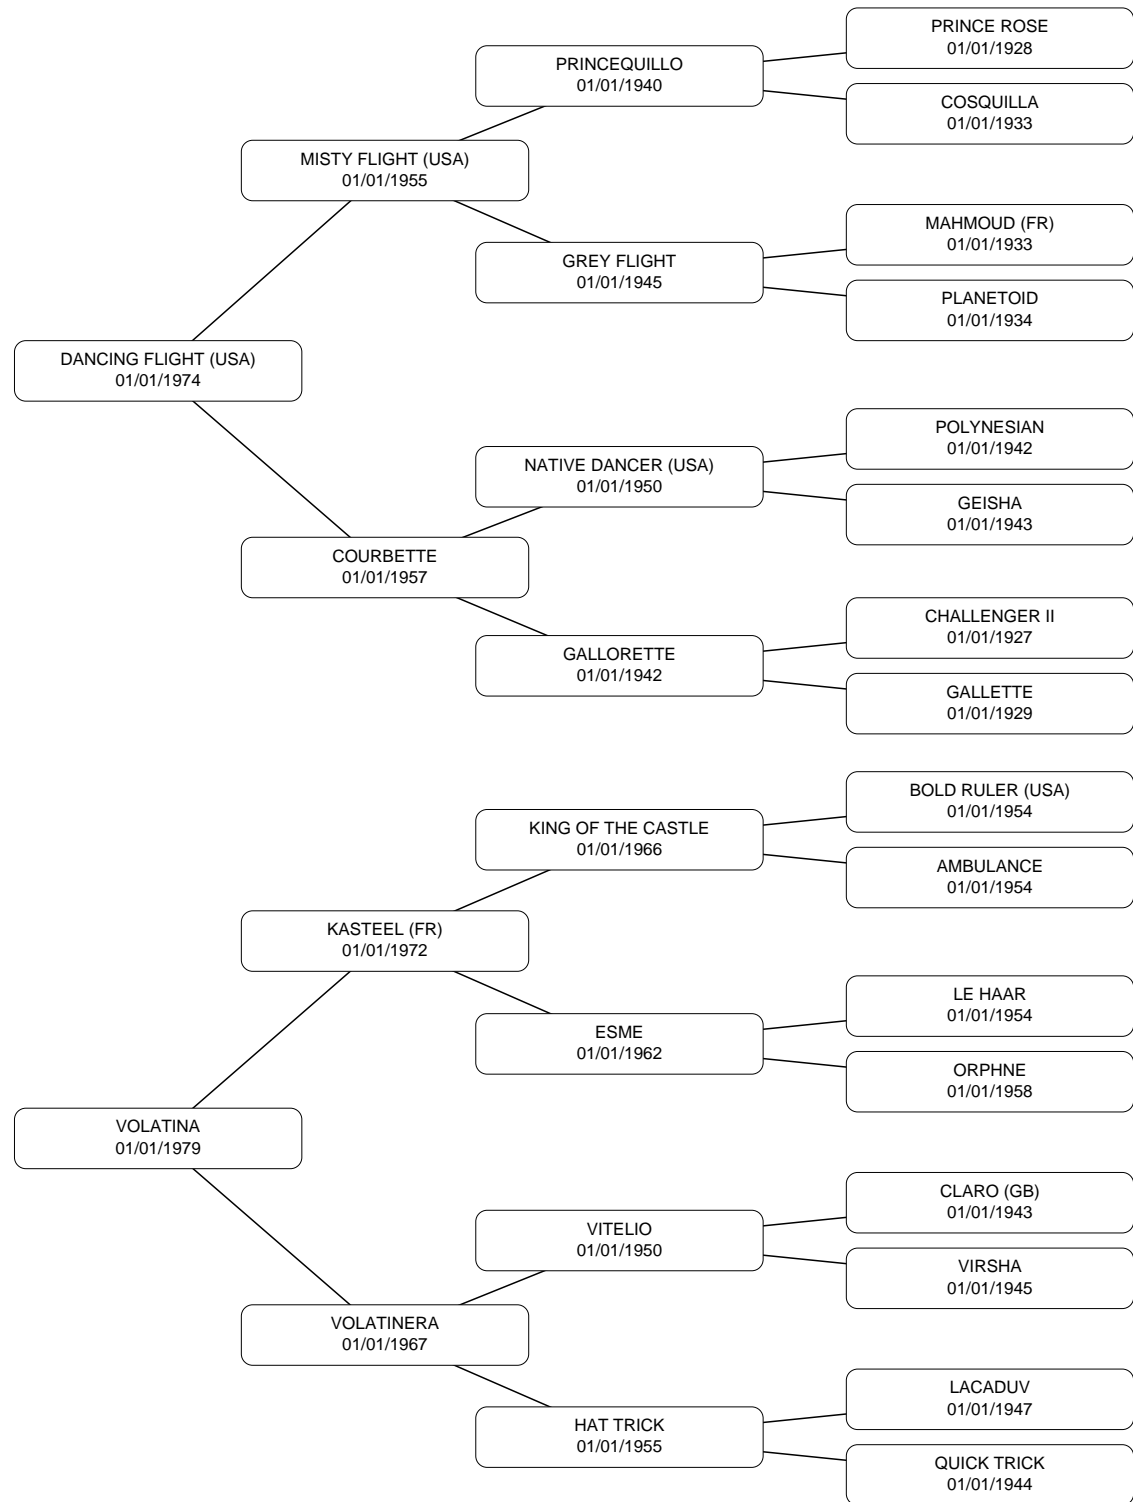 PRINCE ROSE
01/01/1928
PRINCEQUILLO
01/01/1940
COSQUILLA
01/01/1933
MISTY FLIGHT (USA)
01/01/1955
MAHMOUD (FR)
01/01/1933
GREY FLIGHT
01/01/1945
PLANETOID
01/01/1934
DANCING FLIGHT (USA)
01/01/1974
POLYNESIAN
01/01/1942
NATIVE DANCER (USA)
01/01/1950
GEISHA
01/01/1943
COURBETTE
01/01/1957
CHALLENGER II
01/01/1927
GALLORETTE
01/01/1942
GALLETTE
01/01/1929
BOLD RULER (USA)
01/01/1954
KING OF THE CASTLE
01/01/1966
AMBULANCE
01/01/1954
KASTEEL (FR)
01/01/1972
LE HAAR
01/01/1954
ESME
01/01/1962
ORPHNE
01/01/1958
VOLATINA
01/01/1979
CLARO (GB)
01/01/1943
VITELIO
01/01/1950
VIRSHA
01/01/1945
VOLATINERA
01/01/1967
LACADUV
01/01/1947
HAT TRICK
01/01/1955
QUICK TRICK
01/01/1944